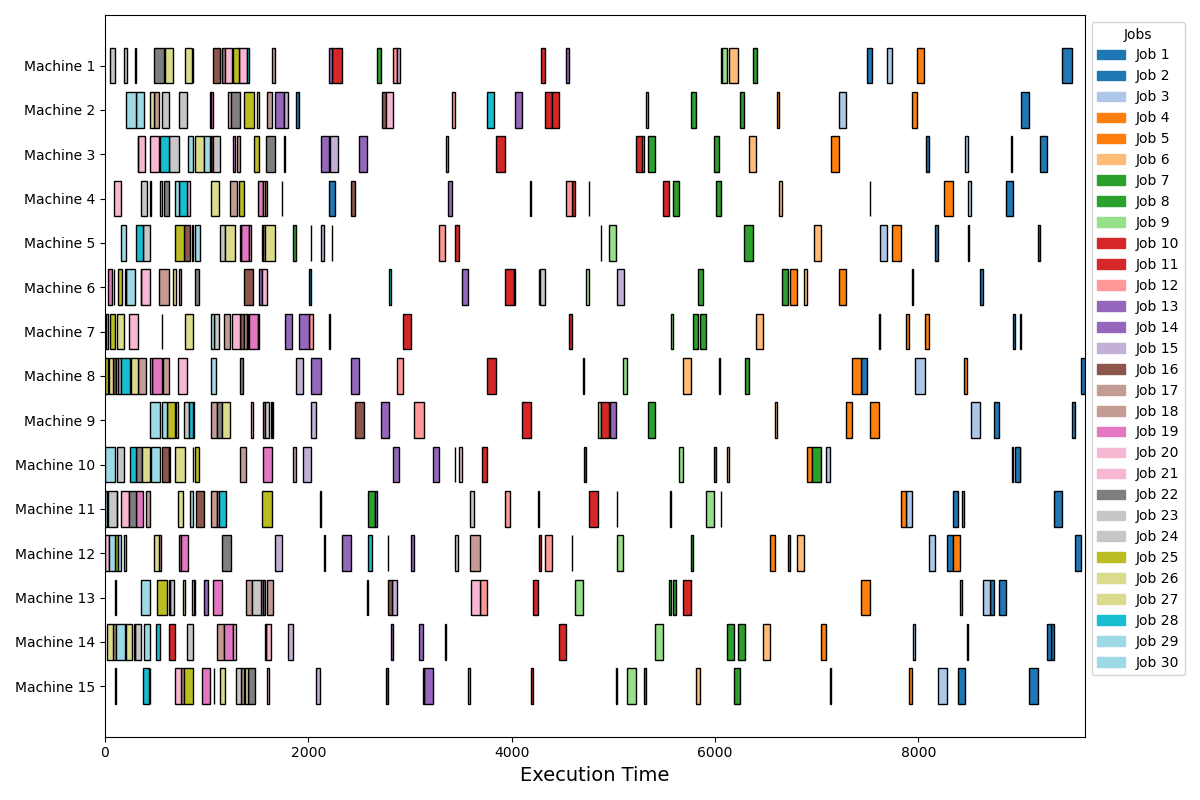 Machine 1
Machine 2
Machine 3
Machine 4
Machine 5
Machine 6
Machine 7
Machine 8
Machine 9
Machine 10
Machine 11
Machine 12
Machine 13
Machine 14
Machine 15
0
2000
4000
6000
8000
Execution Time
Jobs
Job 1
Job 2
Job 3
Job 4
Job 5
Job 6
Job 7
Job 8
Job 9
Job 10
Job 11
Job 12
Job 13
Job 14
Job 15
Job 16
Job 17
Job 18
Job 19
Job 20
Job 21
Job 22
Job 23
Job 24
Job 25
Job 26
Job 27
Job 28
Job 29
Job 30